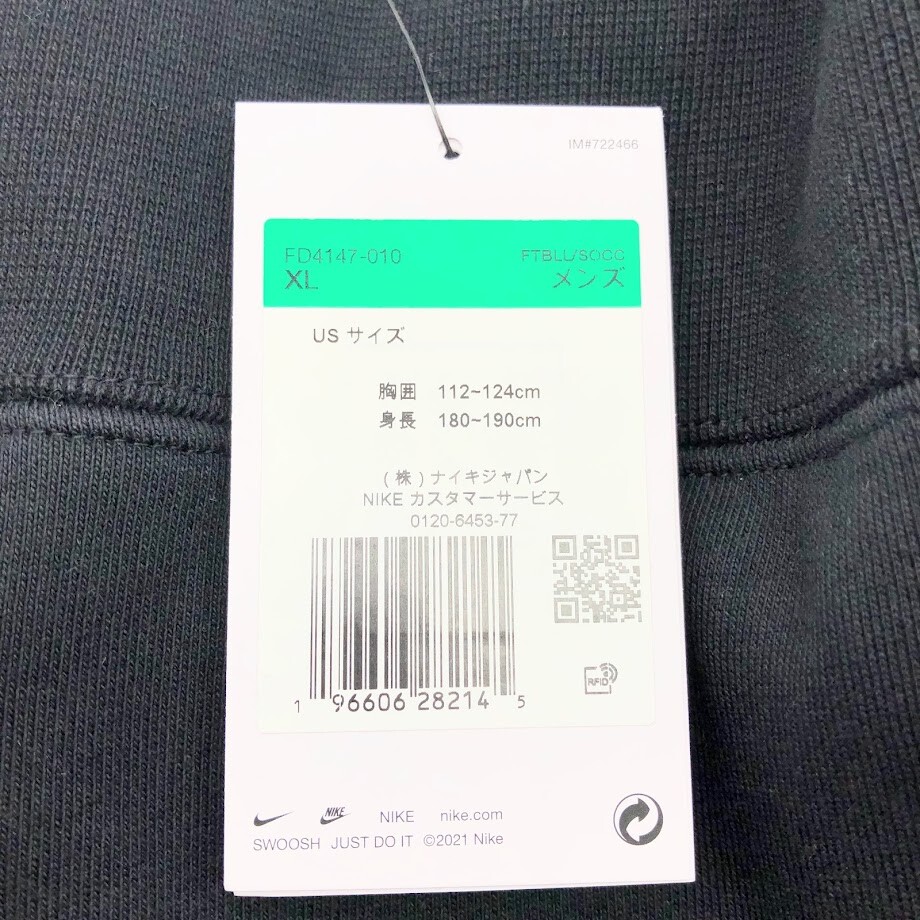 IM#722466
FD4147-010 FTBLL/SOCC
XL メンズ
US サイズ
胸囲 112~124cm
身長 180~190cm
(株)ナイキジャパン
NIKE カスタマーサービス
0120-6453-77
1 96606 28214 5
RFID
NIKE NIKE nike.com
SWOOSH JUST DO IT ©2021 Nike